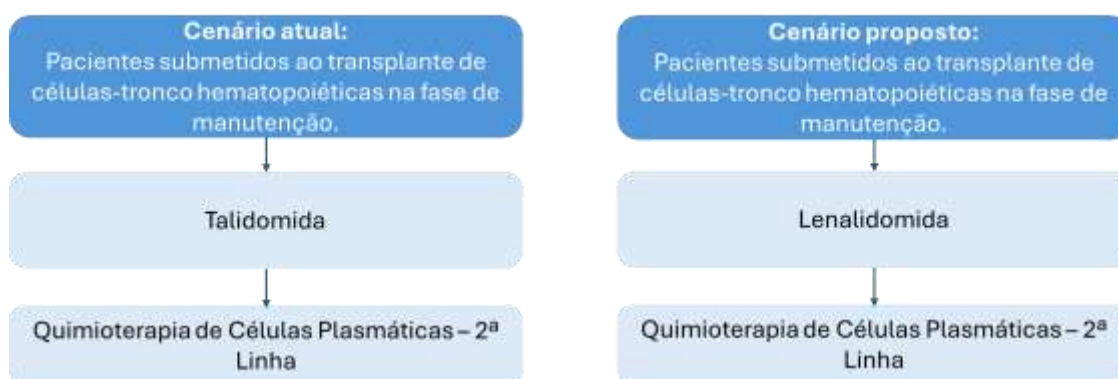 Cenário atual:
Pacientes submetidos ao transplante de
células-tronco hematopoiéticas na fase de
manutenção.
Talidomida
Quimioterapia de Células Plasmáticas – 2ª
Linha
Cenário proposto:
Pacientes submetidos ao transplante de
células-tronco hematopoiéticas na fase de
manutenção.
Lenalidomida
Quimioterapia de Células Plasmáticas – 2ª
Linha